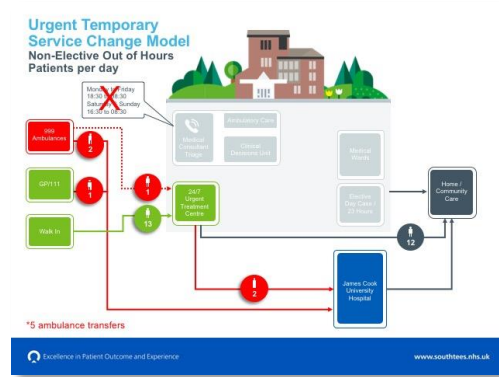 Urgent Temporary
Service Change Model
Non-Elective Out of Hours
Patients per day
Monday to Friday
18:30 to 08:30
Saturday & Sunday
16:30 to 08:30
Medical
Consultant
Triage
Ambulatory Care
Clinical
Decisions Unit
Medical
Wards
Elective
Day Case /
23 Hours
999
Ambulances
2
GP/111
1
Walk In
1
13
24/7
Urgent
Treatment
Centre
Home /
Community
Care
12
2
James Cook
University
Hospital
*5 ambulance transfers
Excellence in Patient Outcome and Experience
www.southtees.nhs.uk